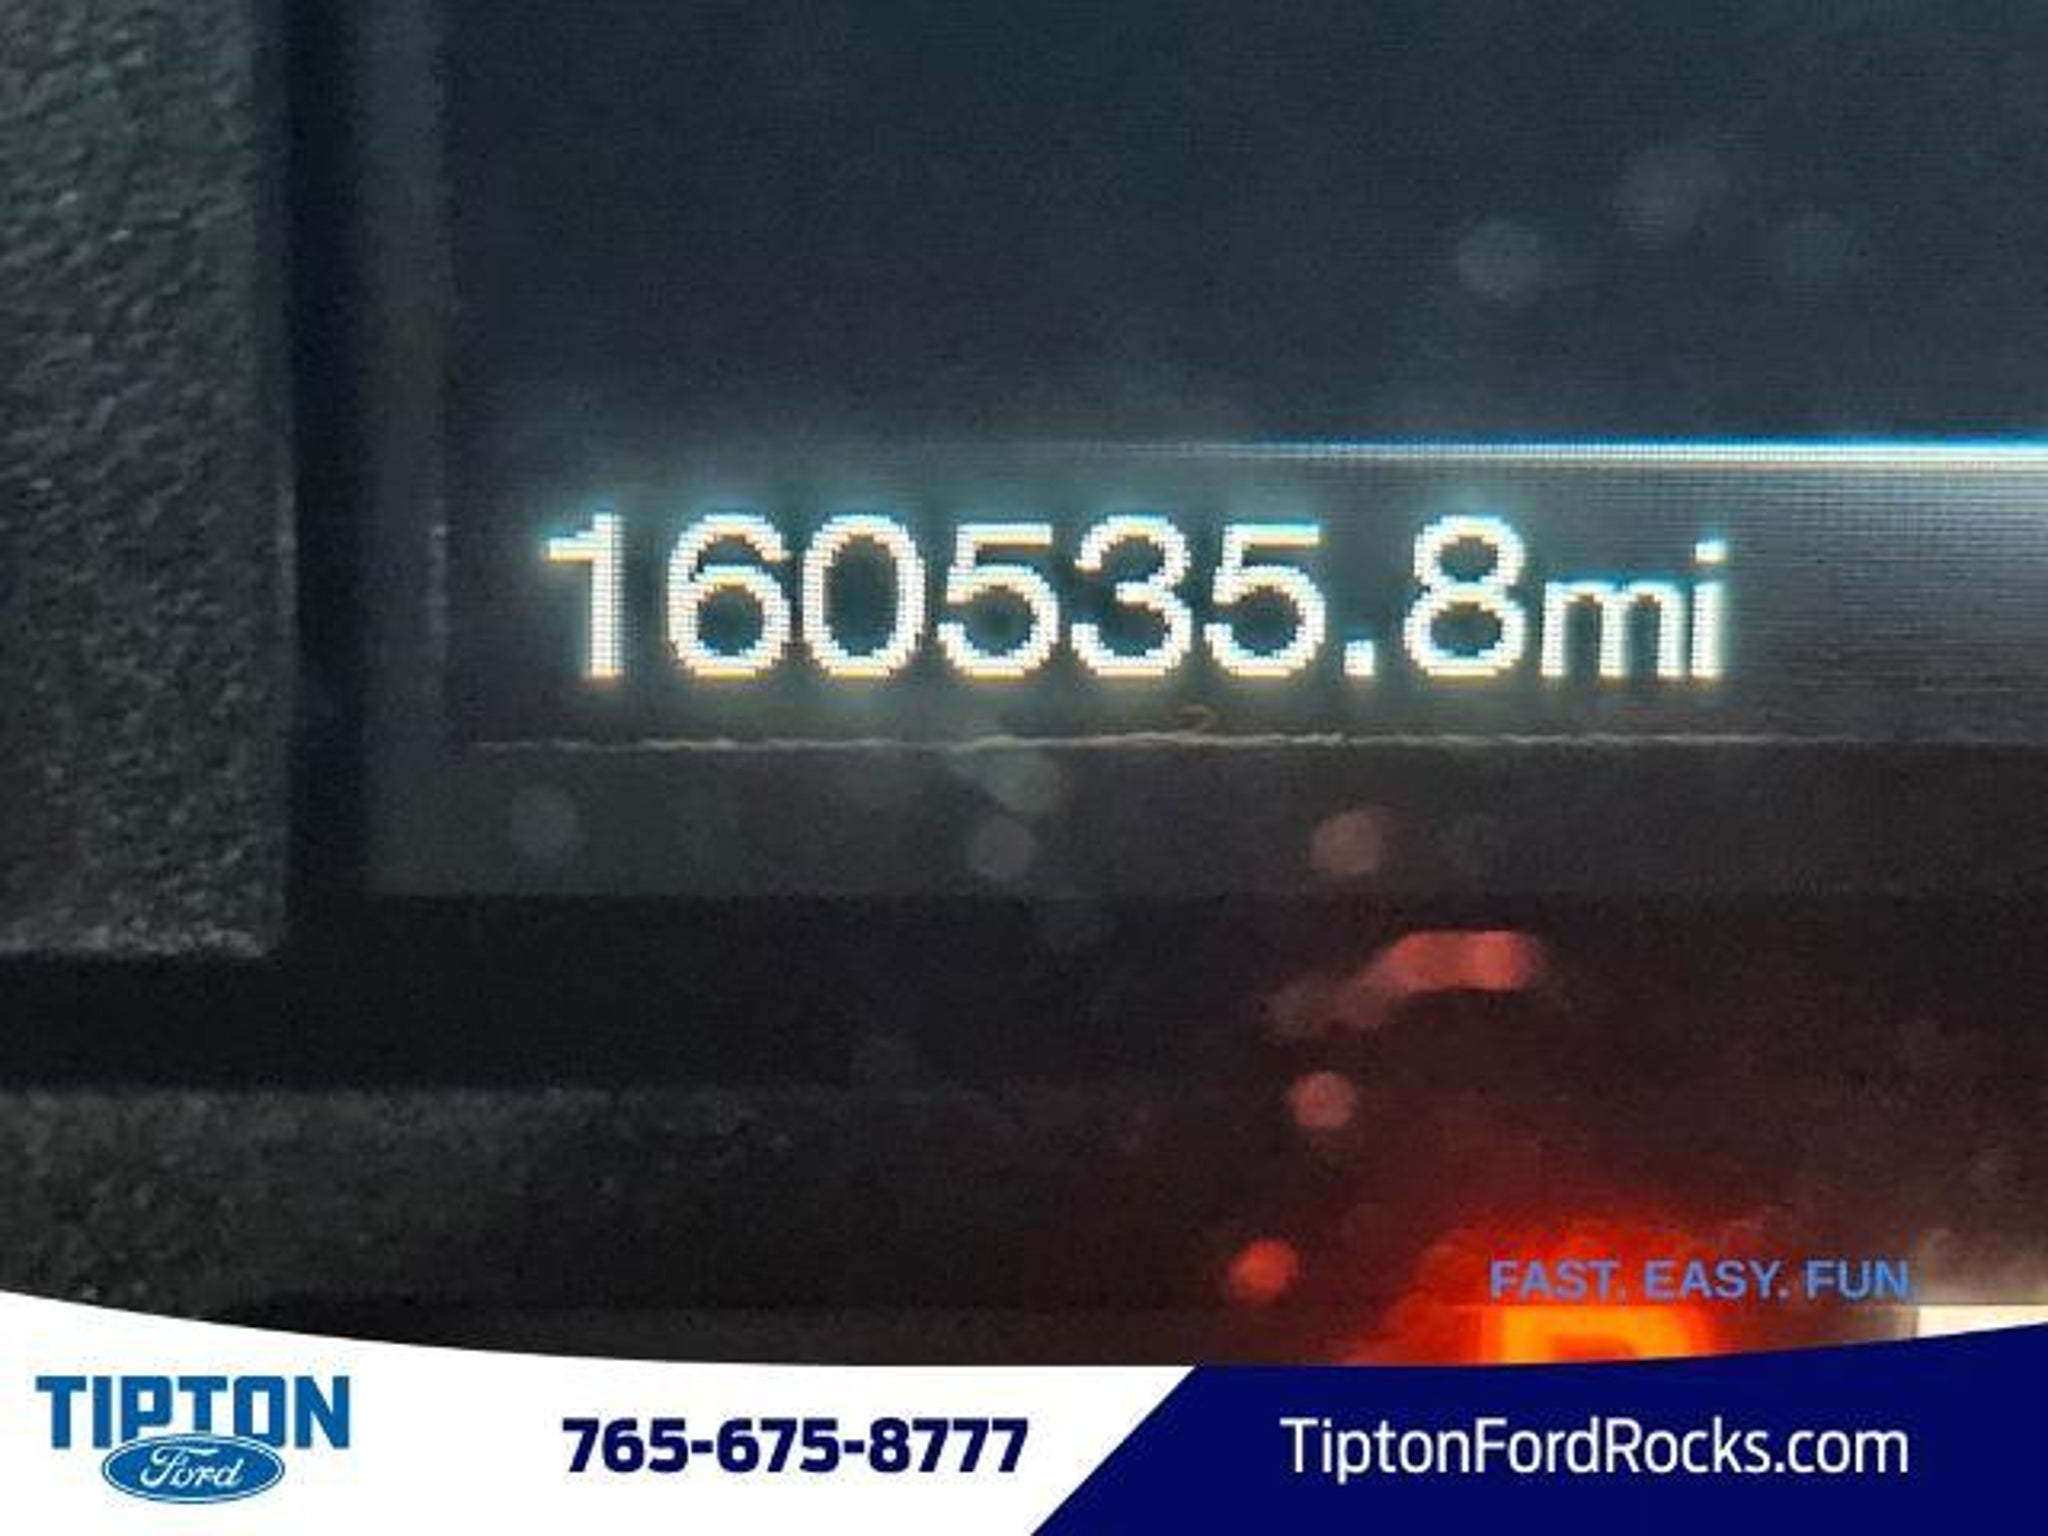 160535.8mi
FAST. EASY. FUN.
TIPTON
Ford
765-675-8777
TiptonFordRocks.com